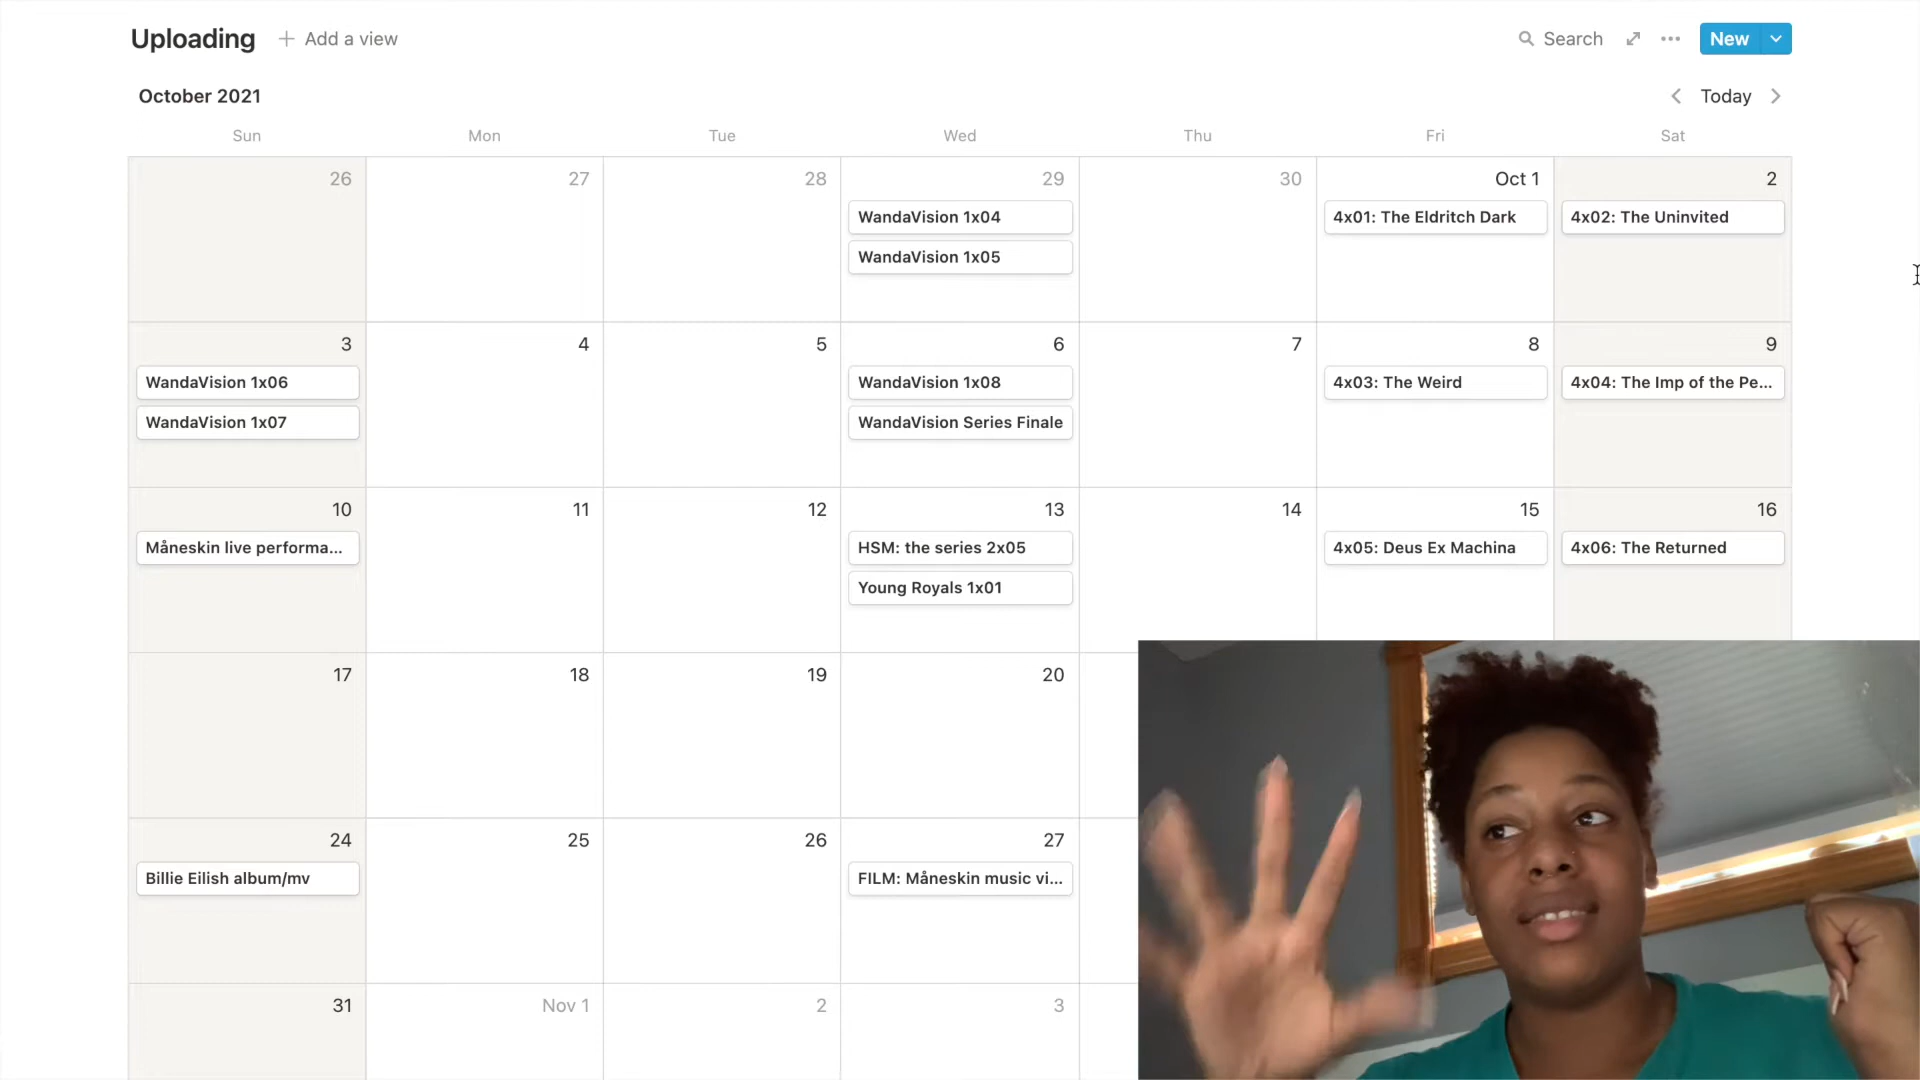 Uploading
Add a view
Search
New
October 2021
Today
Sun Mon Tue Wed Thu Fri Sat
26 27 28 29 30 Oct 1 2
WandaVision 1x04 4x01: The Eldritch Dark 4x02: The Uninvited
WandaVision 1x05
3 4 5 6 7 8 9
WandaVision 1x06 WandaVision 1x08 4x03: The Weird 4x04: The Imp of the Pe...
WandaVision 1x07 WandaVision Series Finale
10 11 12 13 14 15 16
Måneskin live performa... HSM: the series 2x05 4x05: Deus Ex Machina 4x06: The Returned
Young Royals 1x01
17 18 19 20
24 25 26 27
Billie Eilish album/mv FILM: Måneskin music vi...
31 Nov 1 2 3